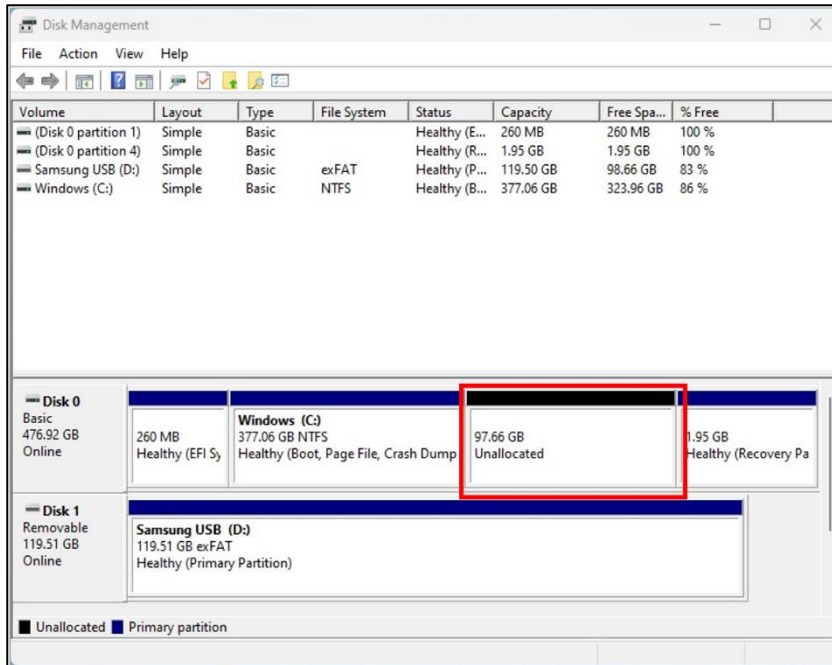 Disk Management
File Action View Help
Volume Layout Type File System Status Capacity Free Spa... % Free
(Disk 0 partition 1) Simple Basic Healthy (E... 260 MB 260 MB 100 %
(Disk 0 partition 4) Simple Basic Healthy (R... 1.95 GB 1.95 GB 100 %
Samsung USB (D:) Simple Basic exFAT Healthy (P... 119.50 GB 98.66 GB 83 %
Windows (C:) Simple Basic NTFS Healthy (B... 377.06 GB 323.96 GB 86 %
Disk 0
Basic
476.92 GB
Online
260 MB
Healthy (EFI Sy
Windows (C:)
377.06 GB NTFS
Healthy (Boot, Page File, Crash Dump
97.66 GB
Unallocated
1.95 GB
Healthy (Recovery Pa
Disk 1
Removable
119.51 GB
Online
Samsung USB (D:)
119.51 GB exFAT
Healthy (Primary Partition)
Unallocated Primary partition